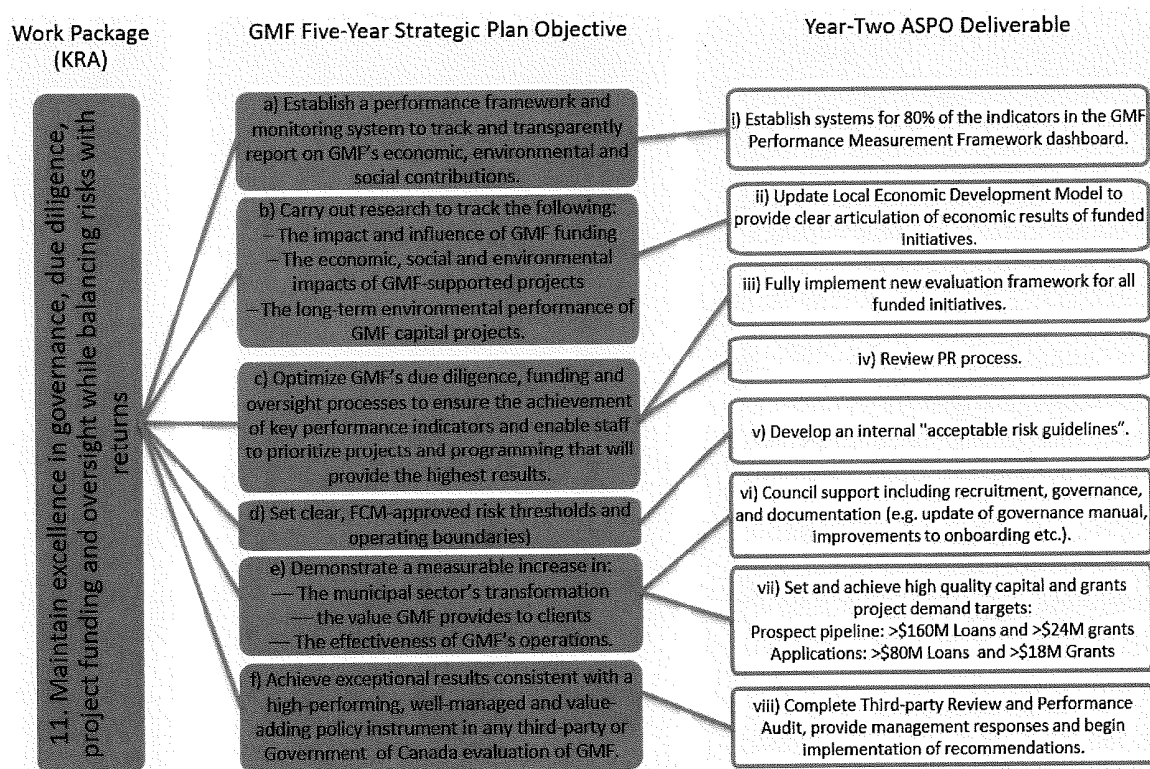 Work Package
(KRA)
GMF Five-Year Strategic Plan Objective
Year-Two ASPO Deliverable
11. Maintain excellence in governance, due diligence,
project funding and oversight while balancing risks with
returns
a) Establish a performance framework and
monitoring system to track and transparently
report on GMF's economic, environmental and
social contributions.
b) Carry out research to track the following:
– The impact and influence of GMF funding
– The economic, social and environmental
impacts of GMF-supported projects
– The long-term environmental performance of
GMF capital projects.
c) Optimize GMF's due diligence, funding and
oversight processes to ensure the achievement
of key performance indicators and enable staff
to prioritize projects and programming that will
provide the highest results.
d) Set clear, FCM-approved risk thresholds and
operating boundaries)
e) Demonstrate a measurable increase in:
— The municipal sector's transformation
the value GMF provides to clients
— The effectiveness of GMF's operations.
f) Achieve exceptional results consistent with a
high-performing, well-managed and value-
adding policy instrument in any third-party or
Government of Canada evaluation of GMF.
i) Establish systems for 80% of the indicators in the GMF
Performance Measurement Framework dashboard.
ii) Update Local Economic Development Model to
provide clear articulation of economic results of funded
initiatives.
iii) Fully implement new evaluation framework for all
funded initiatives.
iv) Review PR process.
v) Develop an internal "acceptable risk guidelines".
vi) Council support including recruitment, governance,
and documentation (e.g. update of governance manual,
improvements to onboarding etc.).
vii) Set and achieve high quality capital and grants
project demand targets:
Prospect pipeline: >$160M Loans and >$24M grants
Applications: >$80M Loans and >$18M Grants
viii) Complete Third-party Review and Performance
Audit, provide management responses and begin
implementation of recommendations.